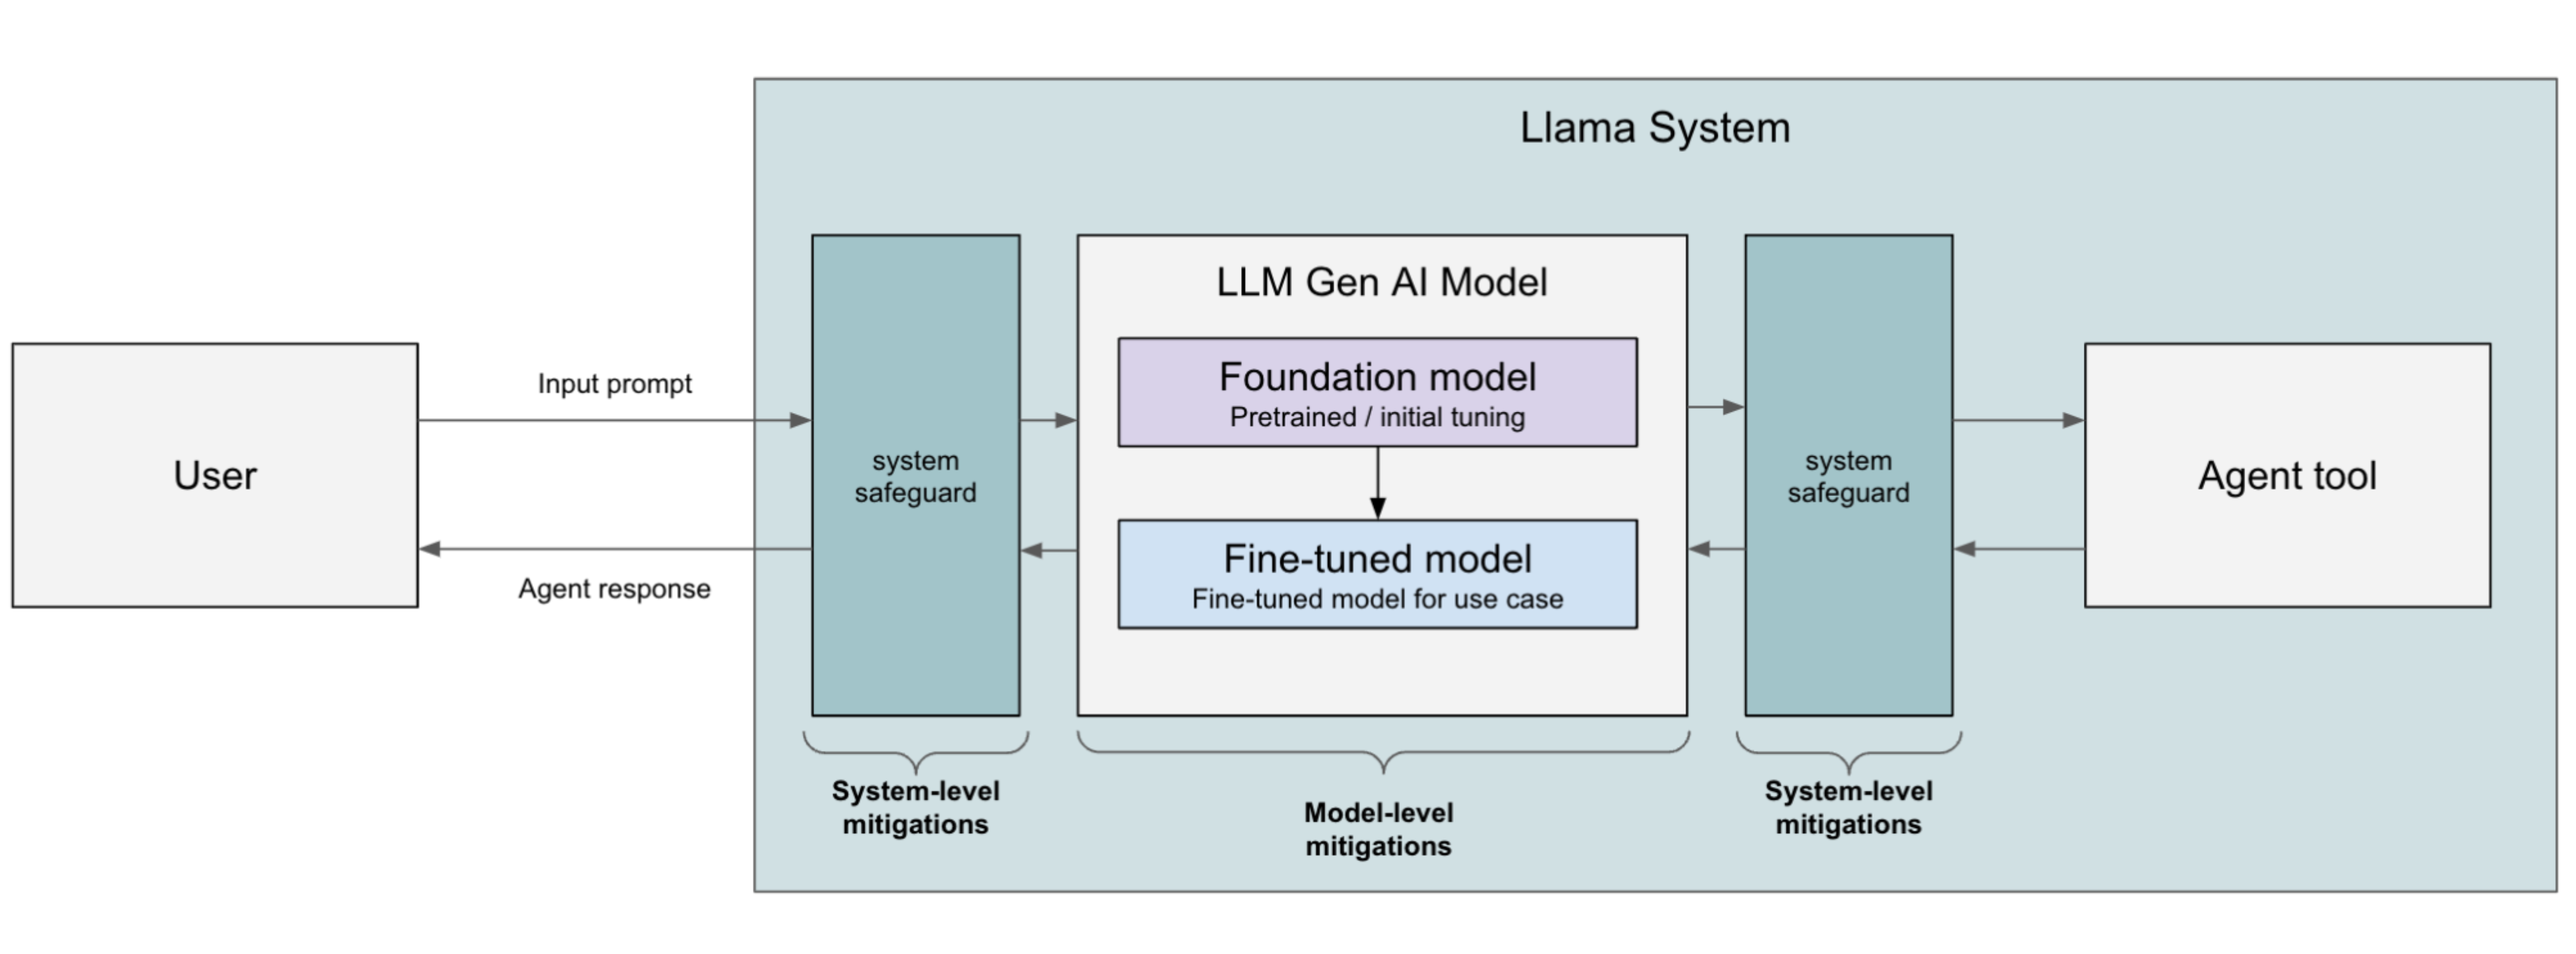 Llama System
User
Input prompt
Agent response
system
safeguard
LLM Gen AI Model
Foundation model
Pretrained / initial tuning
Fine-tuned model
Fine-tuned model for use case
system
safeguard
Agent tool
System-level
mitigations
Model-level
mitigations
System-level
mitigations